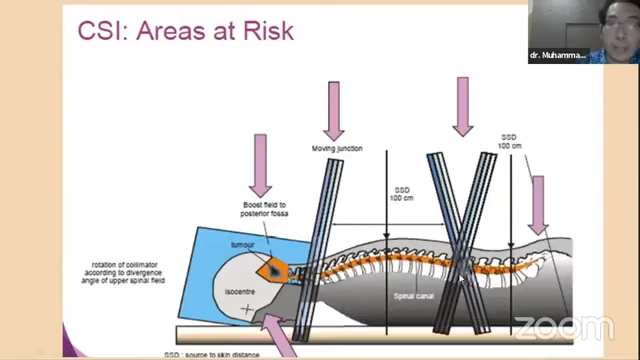 CSI: Areas at Risk
dr. Muhamma...
Moving junction
SSD
100 cm
SSD
100 cm
Boost field to
posterior fossa
tumour
rotation of collimator
according to divergence
angle of upper spinal field
Isocentre
Spinal canal
SSD : source to skin distance
zoom